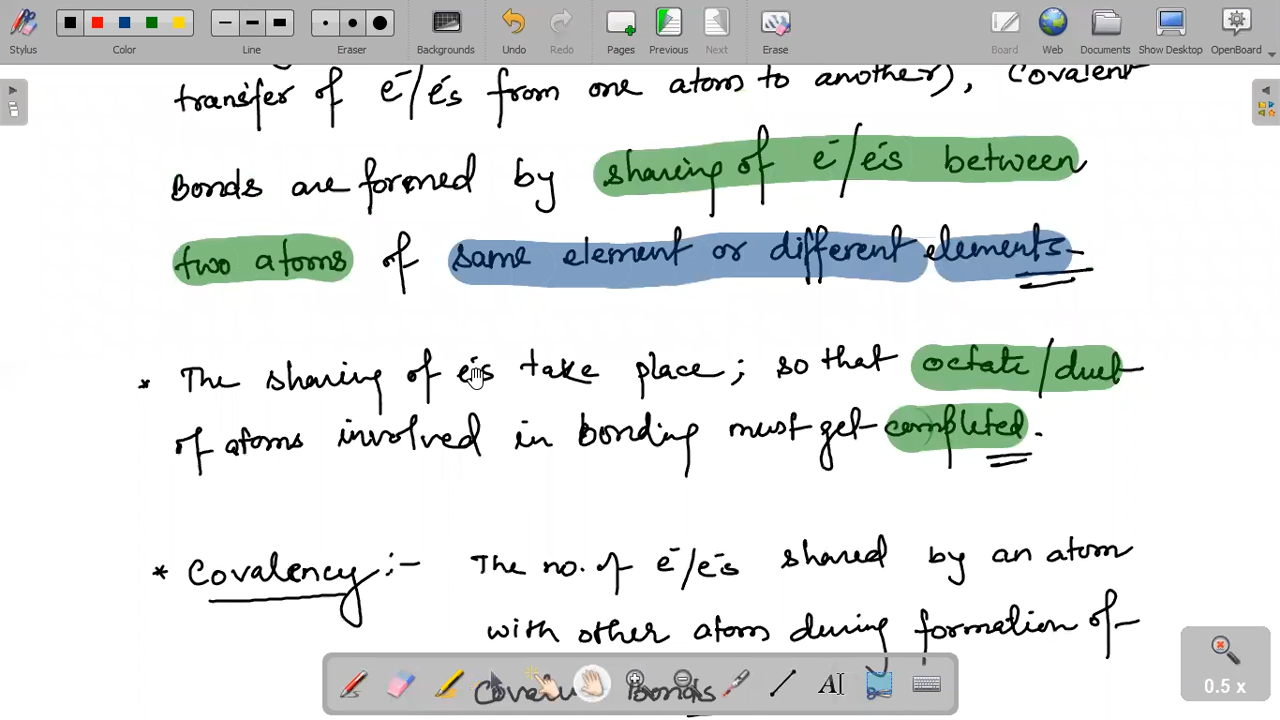 Stylus Color Line Eraser Backgrounds Undo Redo Pages Previous Next Erase Board Web Documents Show Desktop OpenBoard
transfer of e⁻/e⁻s from one atom to another), Covalent
Bonds are formed by sharing of e⁻/e⁻s between
two atoms of same element or different elements.
* The sharing of e⁻s take place; so that octate/duet
of atoms involved in bonding must get completed.
* Covalency :- The no. of e⁻/e⁻s shared by an atom
with other atom during formation of
Bonds
0.5 x